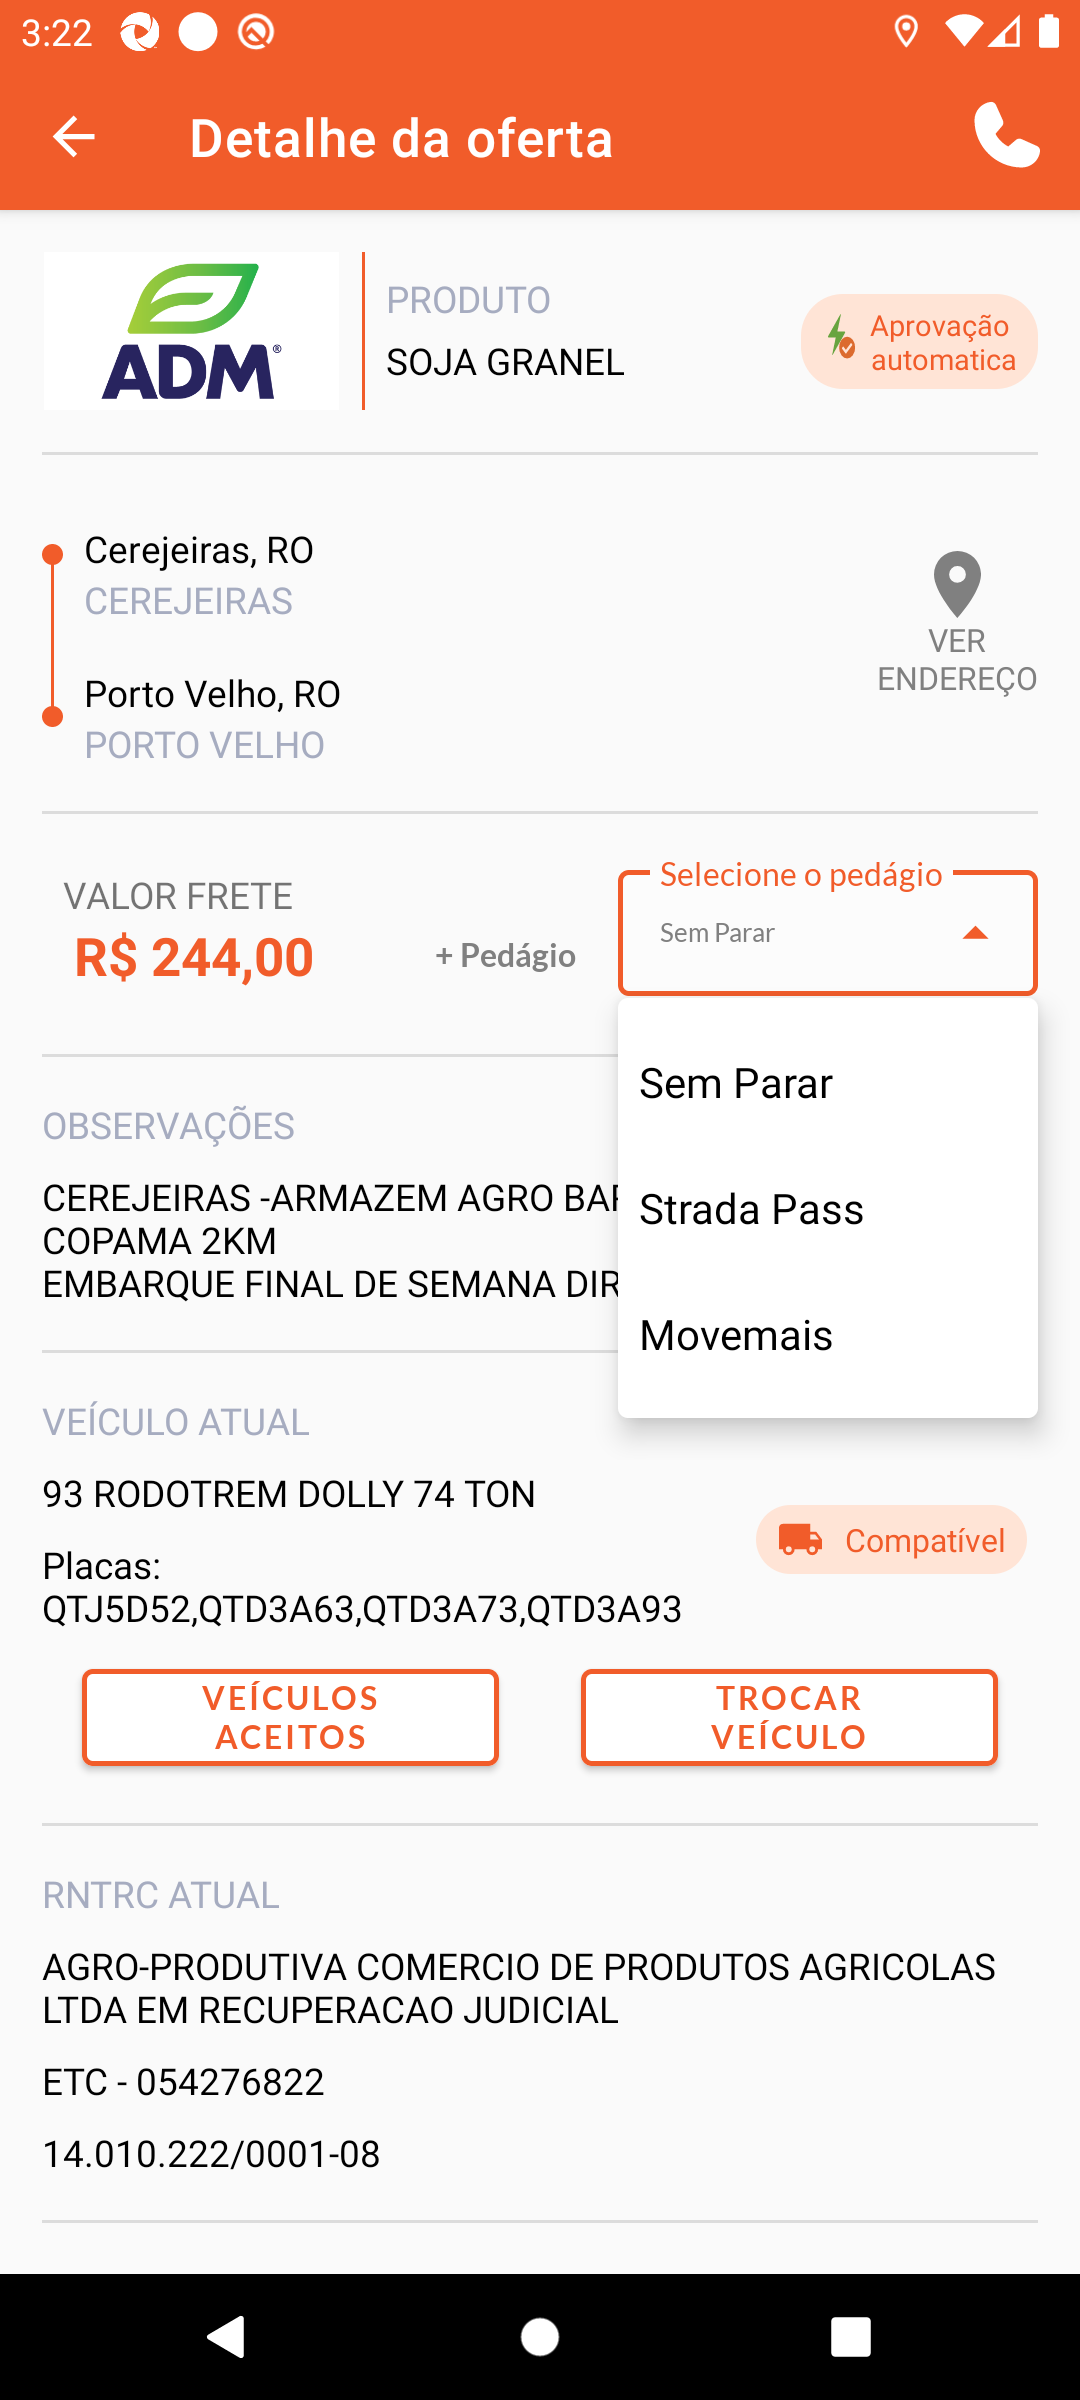 3:22
Detalhe da oferta
ADM®
PRODUTO
SOJA GRANEL
Aprovação
automatica
Cerejeiras, RO
CEREJEIRAS
Porto Velho, RO
PORTO VELHO
VER
ENDEREÇO
VALOR FRETE
R$ 244,00
+ Pedágio
Selecione o pedágio
Sem Parar
Sem Parar
Strada Pass
Movemais
OBSERVAÇÕES
CEREJEIRAS -ARMAZEM AGRO
COPAMA 2KM
EMBARQUE FINAL DE SEMANA
VEÍCULO ATUAL
93 RODOTREM DOLLY 74 TON
Placas:
QTJ5D52,QTD3A63,QTD3A73,QTD3A93
Compatível
VEÍCULOS
ACEITOS
TROCAR
VEÍCULO
RNTRC ATUAL
AGRO-PRODUTIVA COMERCIO DE PRODUTOS AGRICOLAS
LTDA EM RECUPERACAO JUDICIAL
ETC - 054276822
14.010.222/0001-08